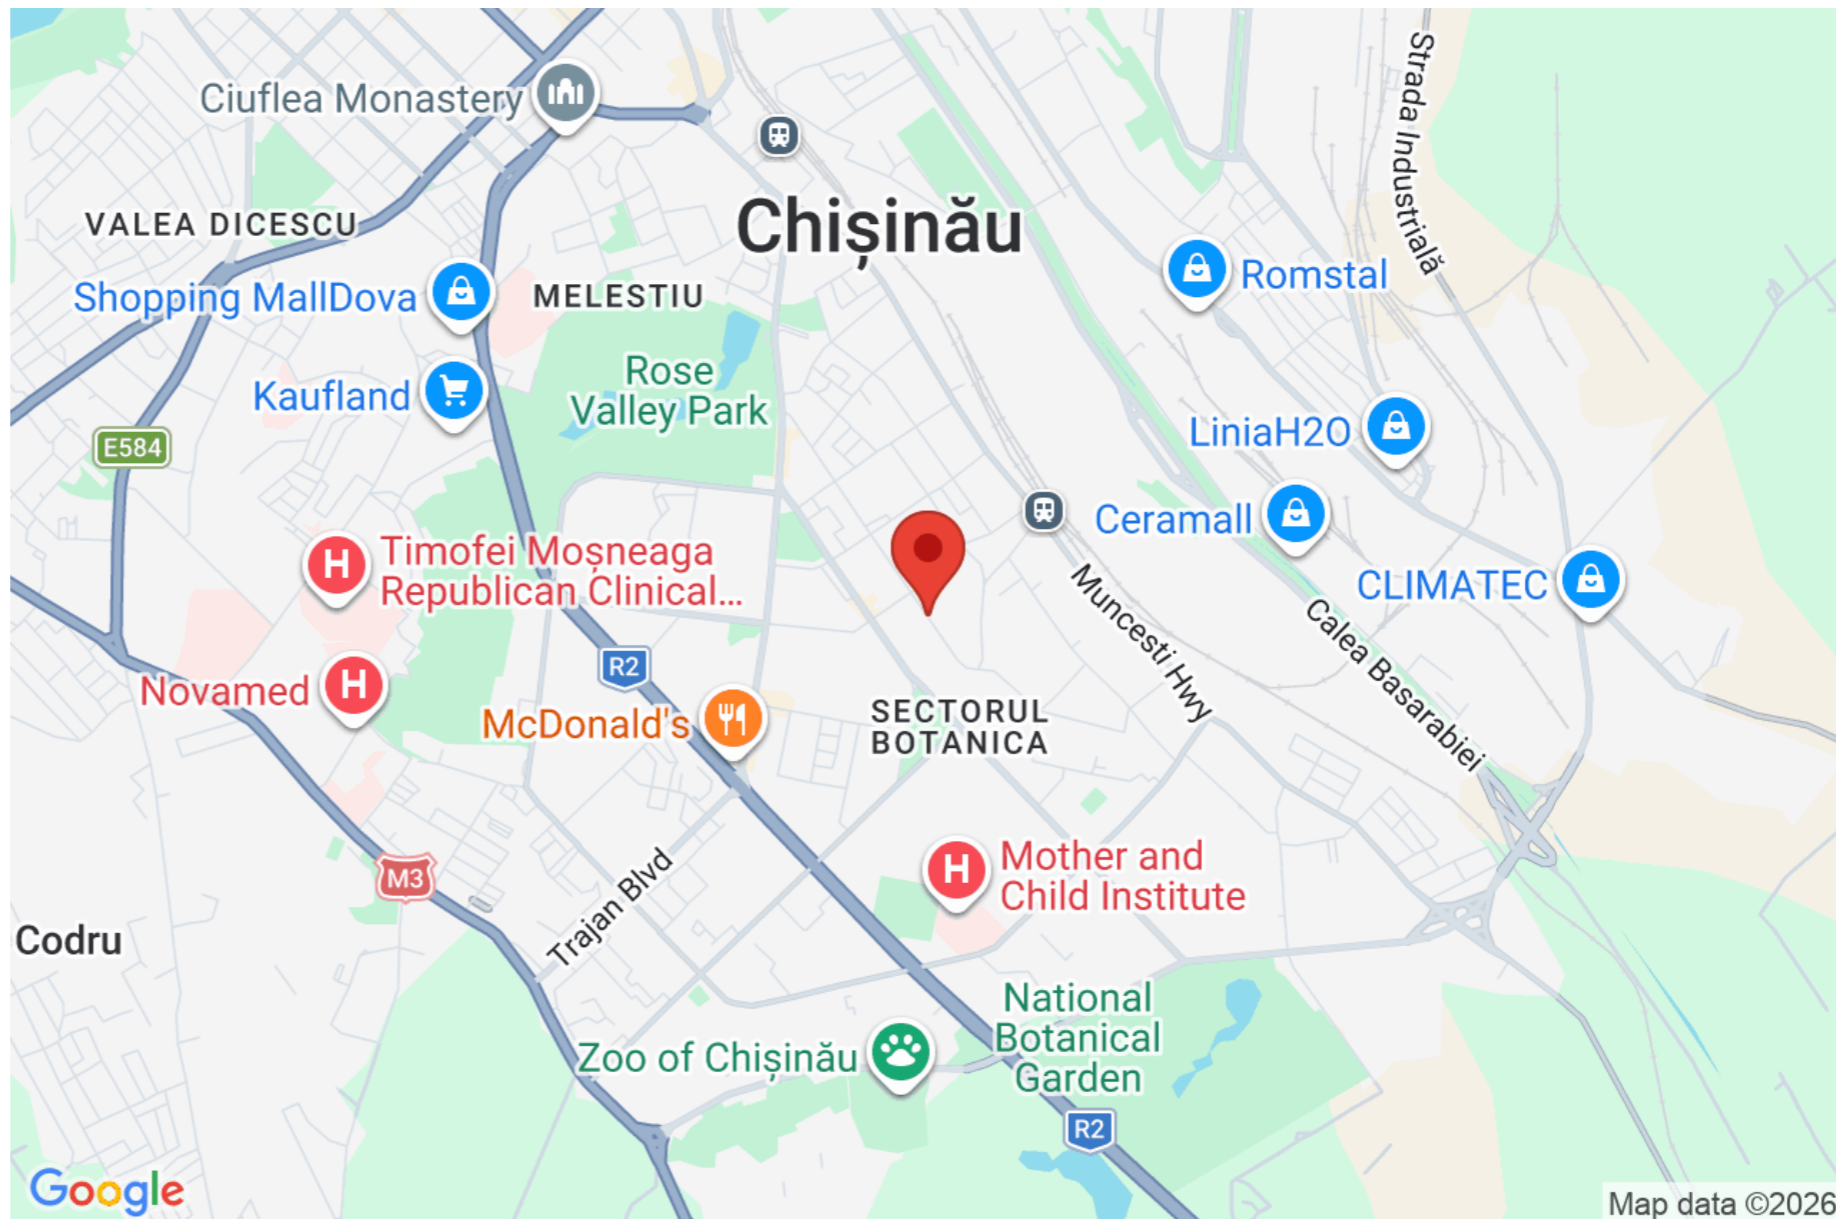 Ciuflea Monastery
Strada Industrială
Chișinău
VALEA DICESCU
Shopping MallDova
MELESTIU
Romstal
Rose
Valley Park
Kaufland
E584
LiniaH2O
Ceramall
Timofei Moșneaga
Republican Clinical...
CLIMATEC
Muncesti Hwy
Calea Basarabiei
R2
Novamed
McDonald's
SECTORUL
BOTANICA
M3
Trajan Blvd
Mother and
Child Institute
Codru
National
Botanical
Garden
Zoo of Chișinău
R2
Google
Map data ©2026